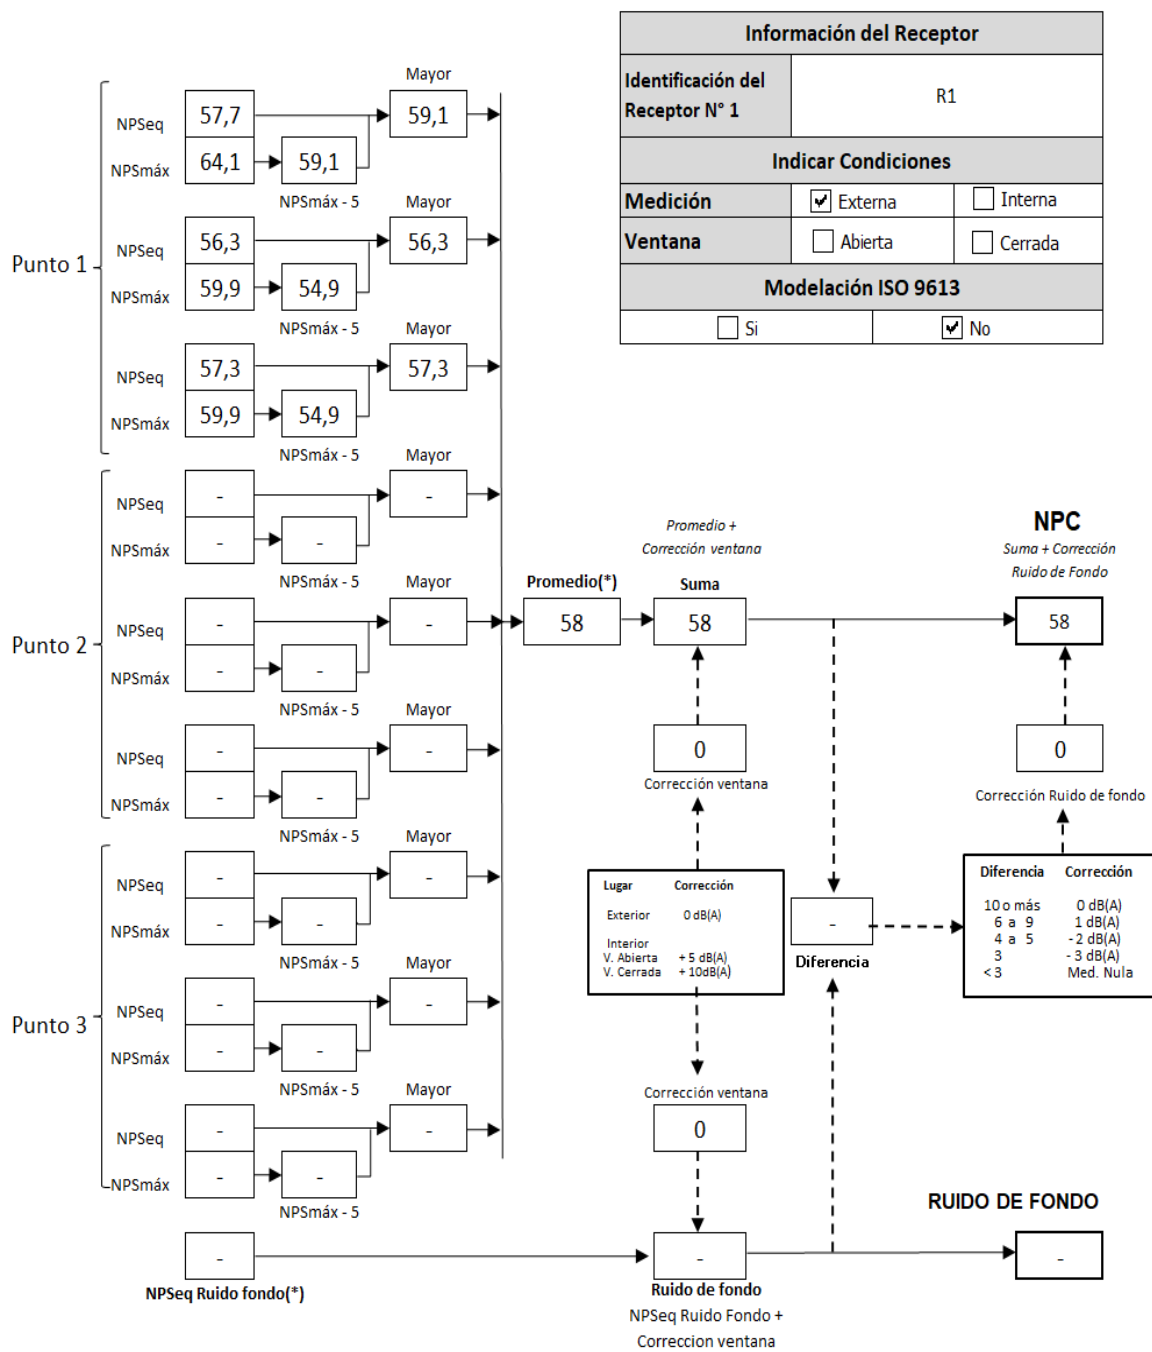 Información del Receptor
Identificación del
Receptor N° 1
R1
Indicar Condiciones
Medición
Externa
Interna
Ventana
Abierta
Cerrada
Modelación ISO 9613
Si
No
Punto 1
Mayor
NPSeq
57,7
59,1
NPSmáx
64,1
59,1
NPSmáx - 5
Mayor
NPSeq
56,3
56,3
NPSmáx
59,9
54,9
NPSmáx - 5
Mayor
NPSeq
57,3
57,3
NPSmáx
59,9
54,9
NPSmáx - 5
Punto 2
Mayor
NPSeq
-
-
NPSmáx
-
-
NPSmáx - 5
Mayor
NPSeq
-
-
NPSmáx
-
-
NPSmáx - 5
Mayor
NPSeq
-
-
NPSmáx
-
-
NPSmáx - 5
Punto 3
Mayor
NPSeq
-
-
NPSmáx
-
-
NPSmáx - 5
Mayor
NPSeq
-
-
NPSmáx
-
-
NPSmáx - 5
Mayor
NPSeq
-
-
NPSmáx
-
-
NPSmáx - 5
-
NPSeq Ruido fondo(*)
Promedio(*)
58
Promedio +
Corrección ventana
Suma
58
0
Corrección ventana
Lugar Corrección
Exterior 0 dB(A)
Interior
V. Abierta + 5 dB(A)
V. Cerrada + 10dB(A)
Corrección ventana
0
-
Ruido de fondo
NPSeq Ruido Fondo +
Correccion ventana
-
Diferencia
NPC
Suma + Corrección
Ruido de Fondo
58
0
Corrección Ruido de fondo
Diferencia Corrección
10 o más 0 dB(A)
6 a 9 1 dB(A)
4 a 5 - 2 dB(A)
3 - 3 dB(A)
< 3 Med. Nula
RUIDO DE FONDO
-